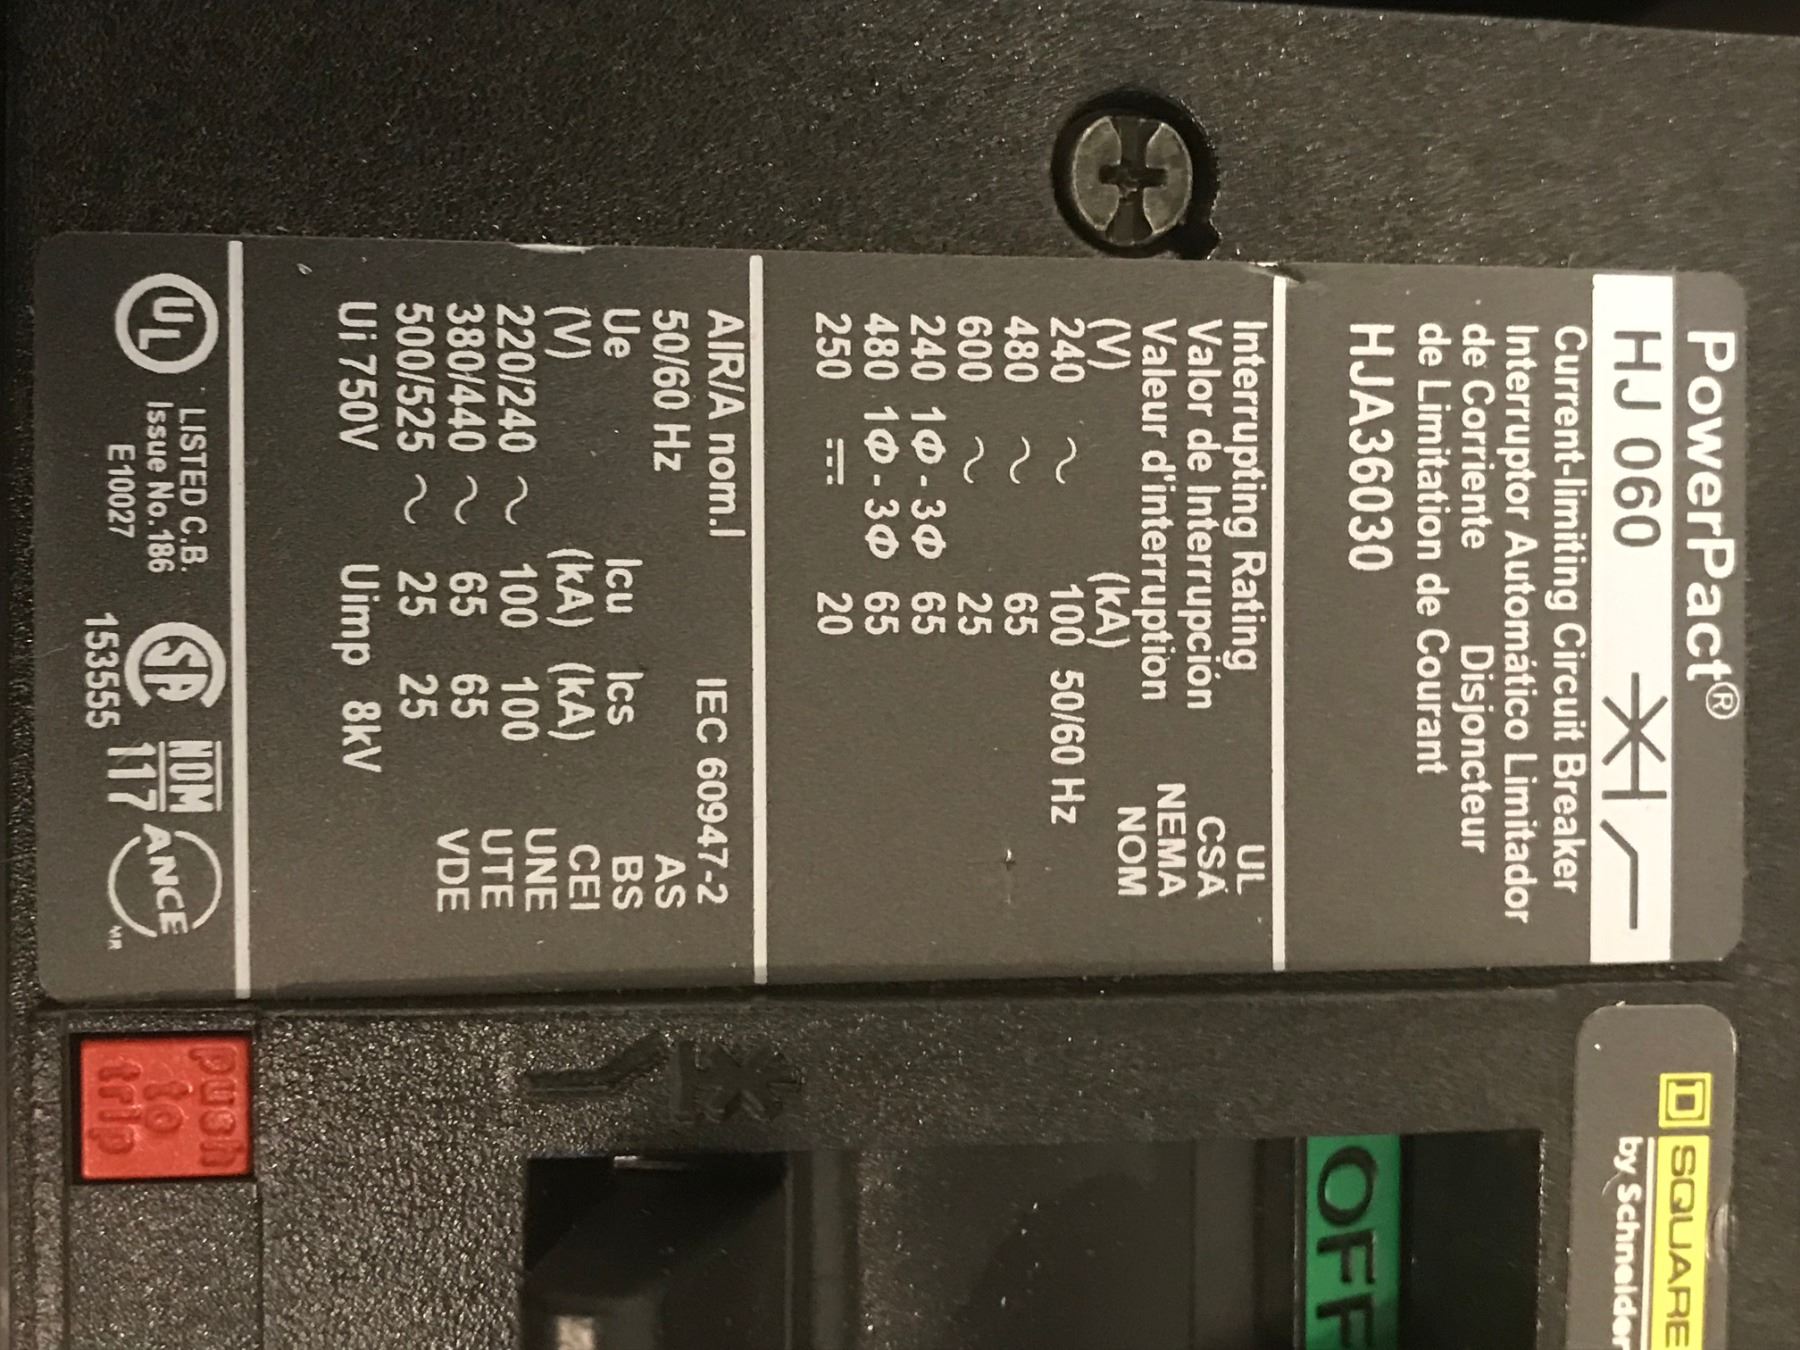 PowerPact®
HJ 060
Current-limiting Circuit Breaker
Interruptor Automático Limitador
de Corriente Disjoncteur
de Limitation de Courant
HJA36030
Interrupting Rating UL
Valor de Interrupción CSA
Valeur d'interruption NEMA
(V) (kA) NOM
240 ~ 100 50/60 Hz
480 ~ 65
600 ~ 25
240 1Φ - 3Φ 65
480 1Φ - 3Φ 65
250 ⎓ 20
AIR/A nom.I IEC 60947-2
50/60 Hz AS
Ue Icu Ics BS
(V) (kA) (kA) CEI
220/240 ~ 100 100 UNE
380/440 ~ 65 65 UTE
500/525 ~ 25 25 VDE
Ui 750V Uimp 8kV
UL
LISTED C.B.
Issue No.186
E10027
SA
153555
NOM
117
ANCE
MR
D SQUARE
by Schneider
OFF
Push
to
trip